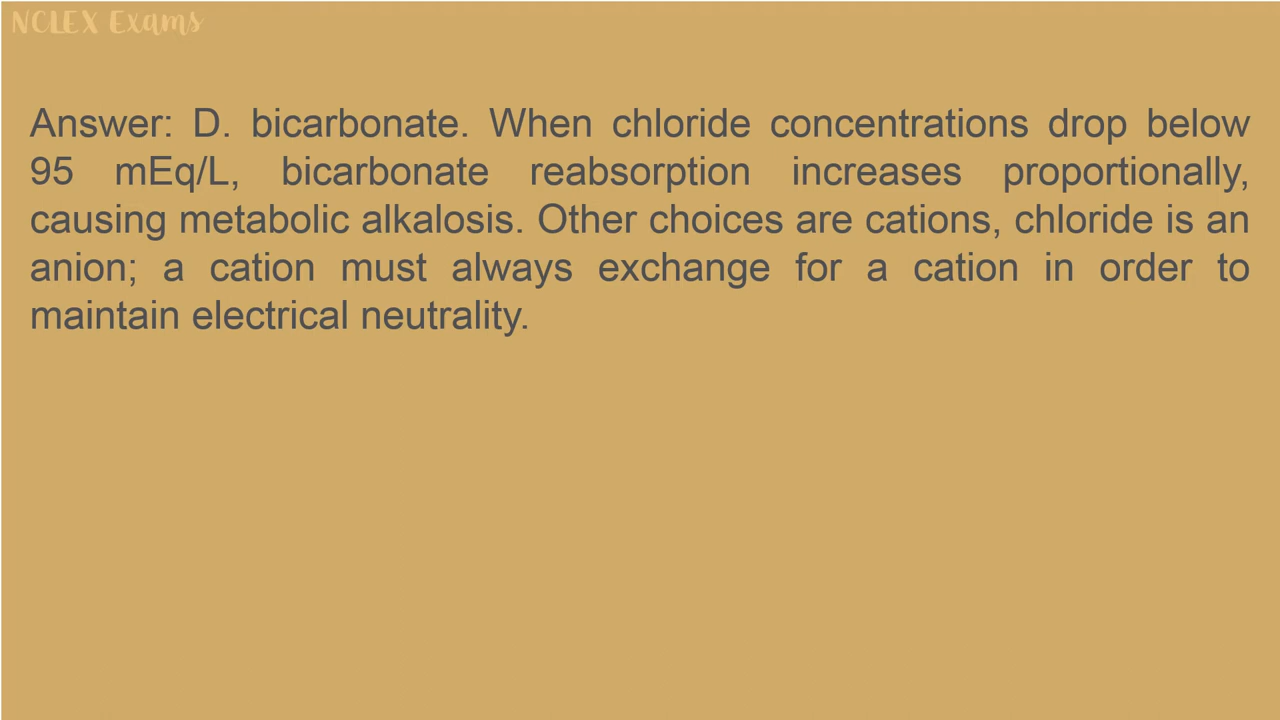 NCLEX Exams
Answer: D. bicarbonate. When chloride concentrations drop below
95 mEq/L, bicarbonate reabsorption increases proportionally,
causing metabolic alkalosis. Other choices are cations, chloride is an
anion; a cation must always exchange for a cation in order to
maintain electrical neutrality.